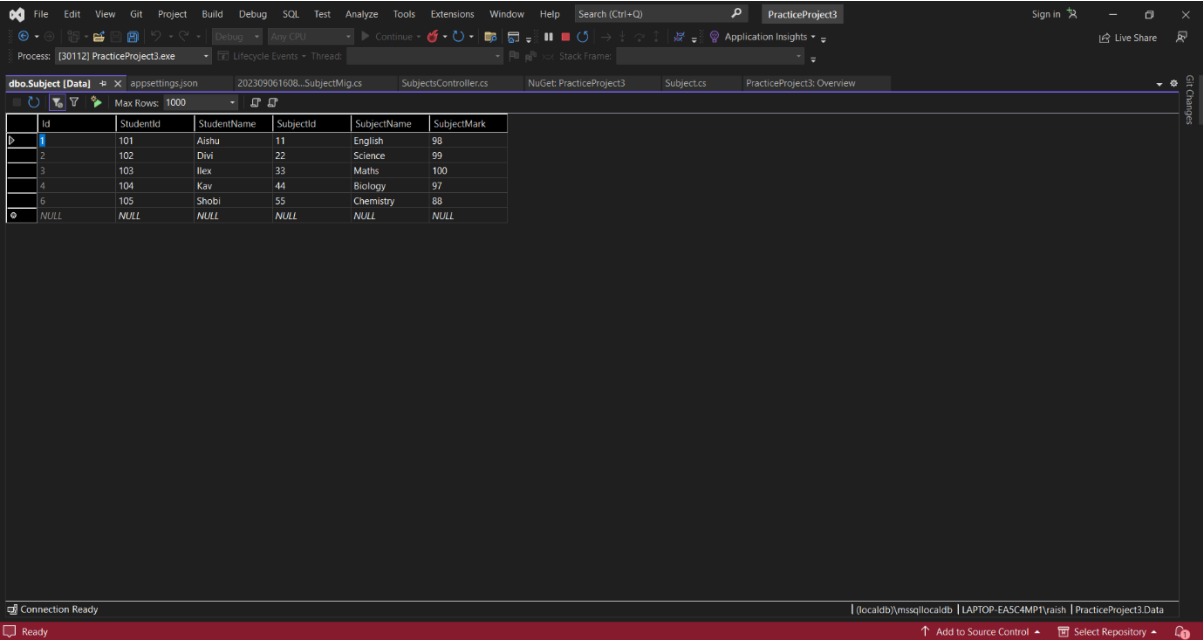 File Edit View Git Project Build Debug SQL Test Analyze Tools Extensions Window Help Search (Ctrl+Q) PracticeProject3 Sign in
Debug Any CPU Continue Application Insights Live Share
Process: [30112] PracticeProject3.exe Lifecycle Events Thread: Stack Frame:
dbo.Subject [Data] appsettings.json 202309061608...SubjectMig.cs SubjectsController.cs NuGet: PracticeProject3 Subject.cs PracticeProject3: Overview
Git Changes
Max Rows: 1000
Id StudentId StudentName SubjectId SubjectName SubjectMark
1 101 Aishu 11 English 98
2 102 Divi 22 Science 99
3 103 Ilex 33 Maths 100
4 104 Kav 44 Biology 97
6 105 Shobi 55 Chemistry 88
NULL NULL NULL NULL NULL NULL
Connection Ready (localdb)\mssqllocaldb LAPTOP-EA5C4MP1\raish PracticeProject3.Data
Ready Add to Source Control Select Repository